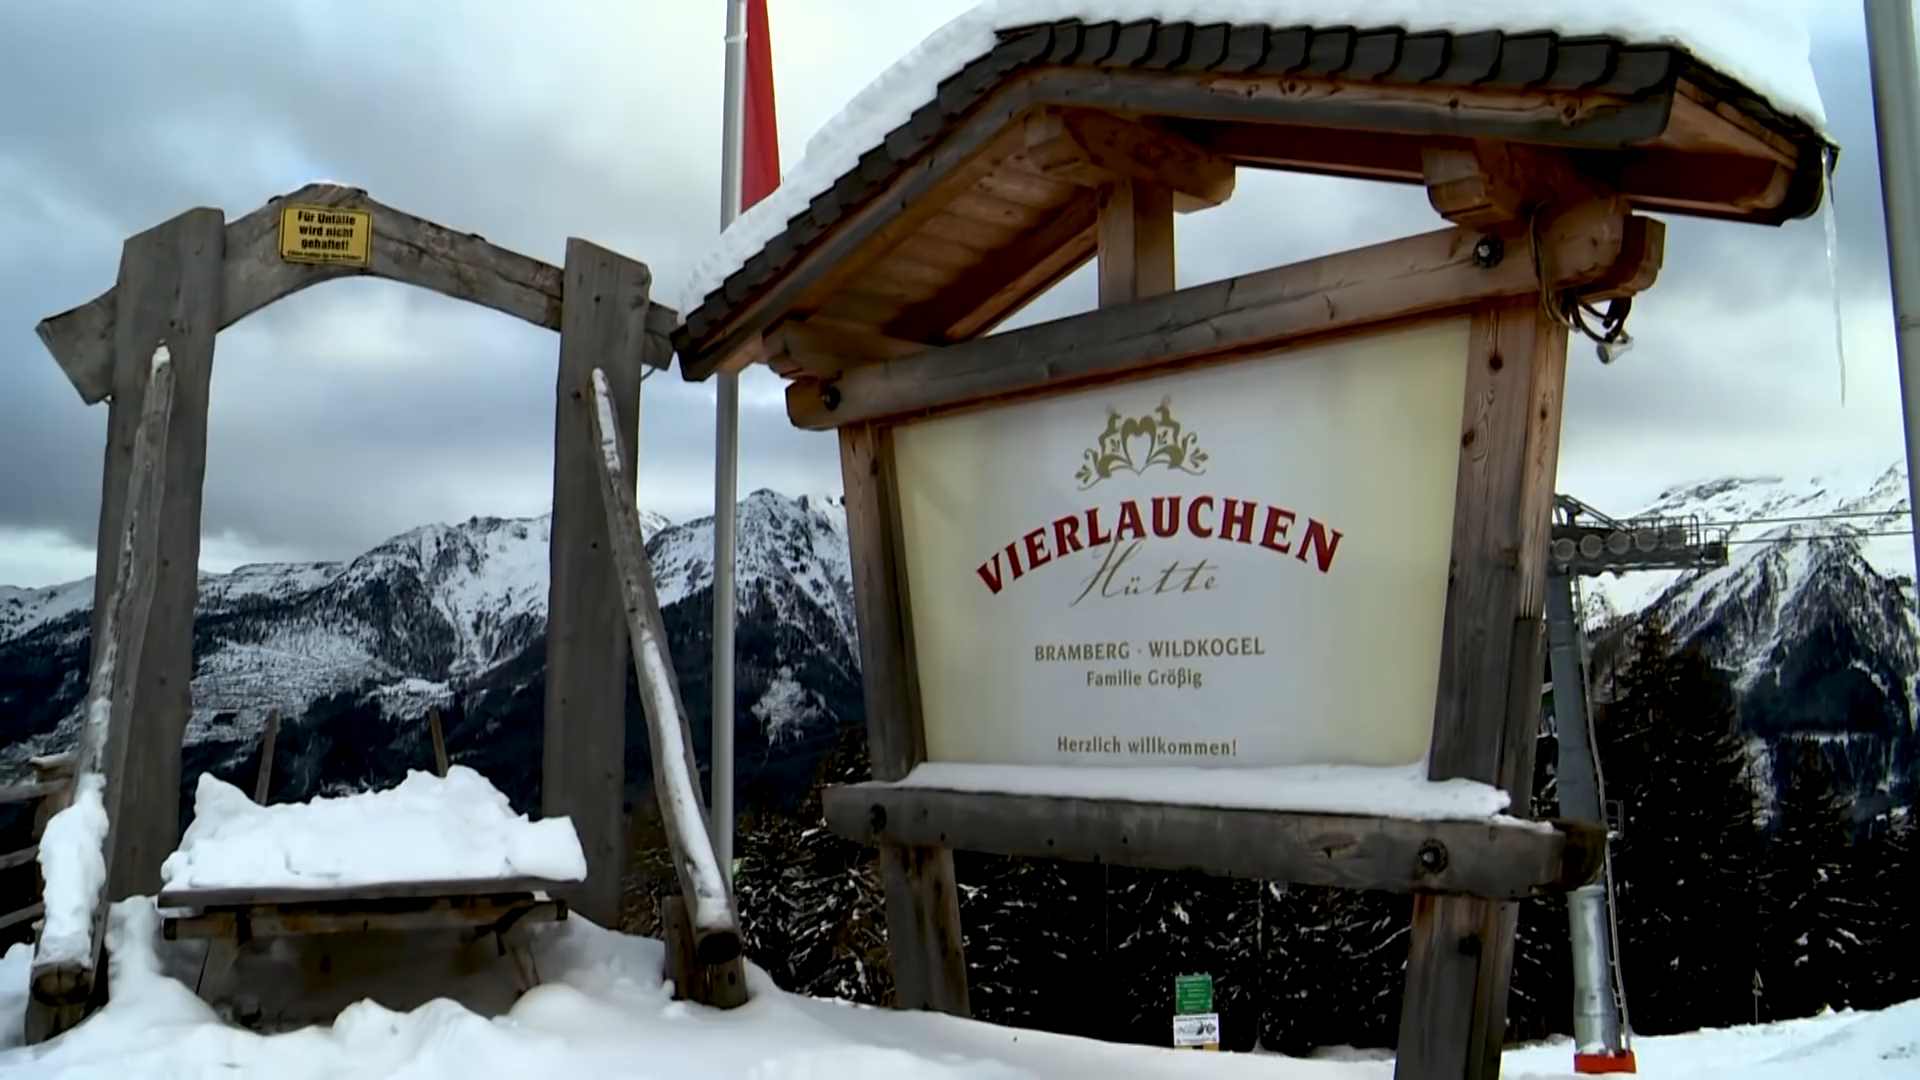 Für Unfälle
wird nicht
gehaftet!
VIERLAUCHEN
Hütte
BRAMBERG · WILDKOGEL
Familie Größig
Herzlich willkommen!